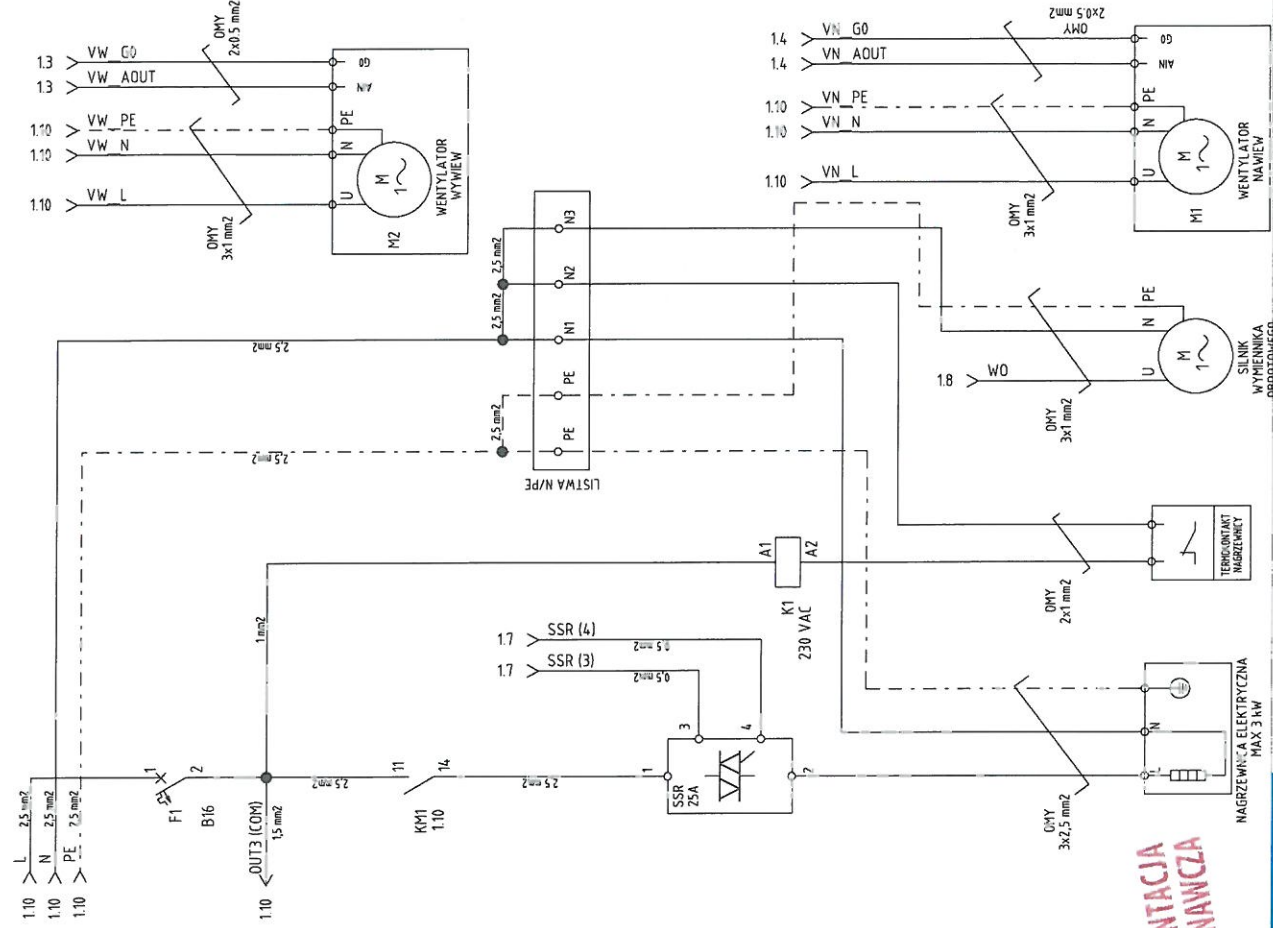 1.3 VW_G0
1.3 VW_AOUT
1.10 VW_PE
1.10 VW_N
1.10 VW_L
OMY
2x0.5 mm2
OMY
3x1 mm2
G0
AIN
PE
N
U
M
1
M2
WENTYLATOR
WYWIEW
1.4 VN_G0
1.4 VN_AOUT
1.10 VN_PE
1.10 VN_N
1.10 VN_L
OMY
2x0.5 mm2
OMY
3x1 mm2
G0
AIN
PE
N
U
M
1
M1
WENTYLATOR
NAWIEW
2,5 mm2
2,5 mm2
2,5 mm2
2,5 mm2
2,5 mm2
N3
N2
N1
PE
PE
LISTWA N/PE
1.8 WO
OMY
3x1 mm2
PE
N
U
M
1
SILNIK
WYMIENNIKA
OBROTOWEGO
1.10 L 2,5 mm2
1.10 N 2,5 mm2
1.10 PE 2,5 mm2
1
2
F1
B16
OUT3 (COM)
1,5 mm2
1.10
1 mm2
2,5 mm2
11
14
KM1
1.10
2,5 mm2
1.7 SSR (4)
0,5 mm2
1.7 SSR (3)
0,5 mm2
1
3
4
2
SSR
25A
A1
A2
K1
230 VAC
OMY
2x1 mm2
TERMOKONTAKT
NAGRZEWNICY
OMY
3x2,5 mm2
L
N
NAGRZEWNICA ELEKTRYCZNA
MAX 3 kW
NTACJA
NAWCZA